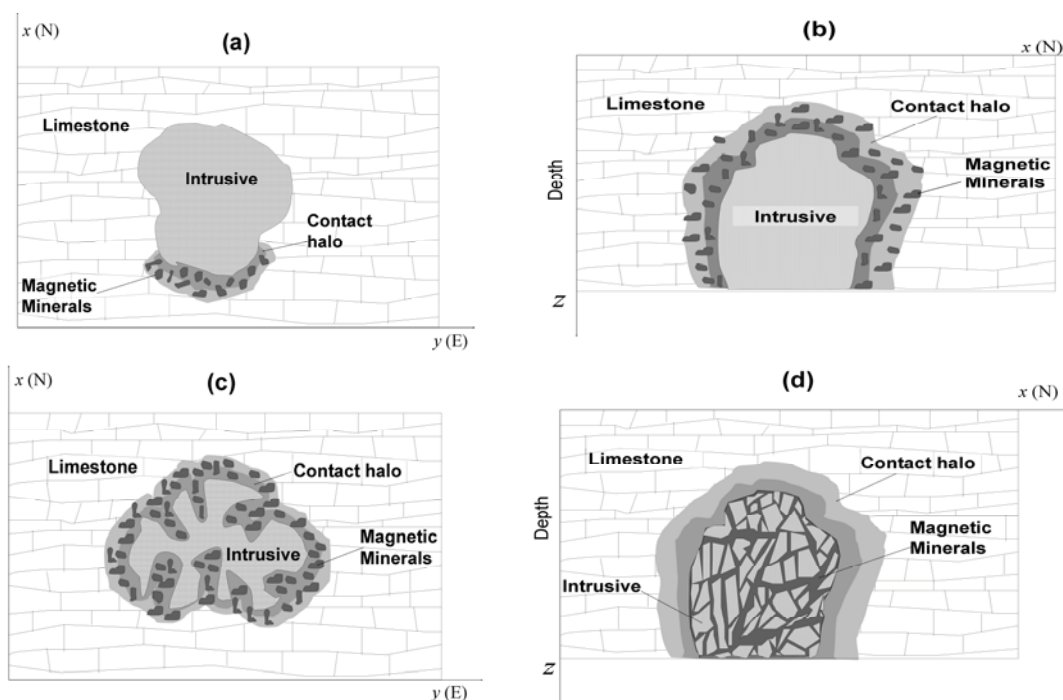 x (N)
(a)
Limestone
Intrusive
Contact
halo
Magnetic
Minerals
y (E)
(b)
x (N)
Limestone
Contact halo
Depth
Magnetic
Minerals
Intrusive
Z
x (N)
(c)
Limestone
Contact halo
Intrusive
Magnetic
Minerals
y (E)
(d)
x (N)
Limestone
Contact halo
Depth
Magnetic
Minerals
Intrusive
Z